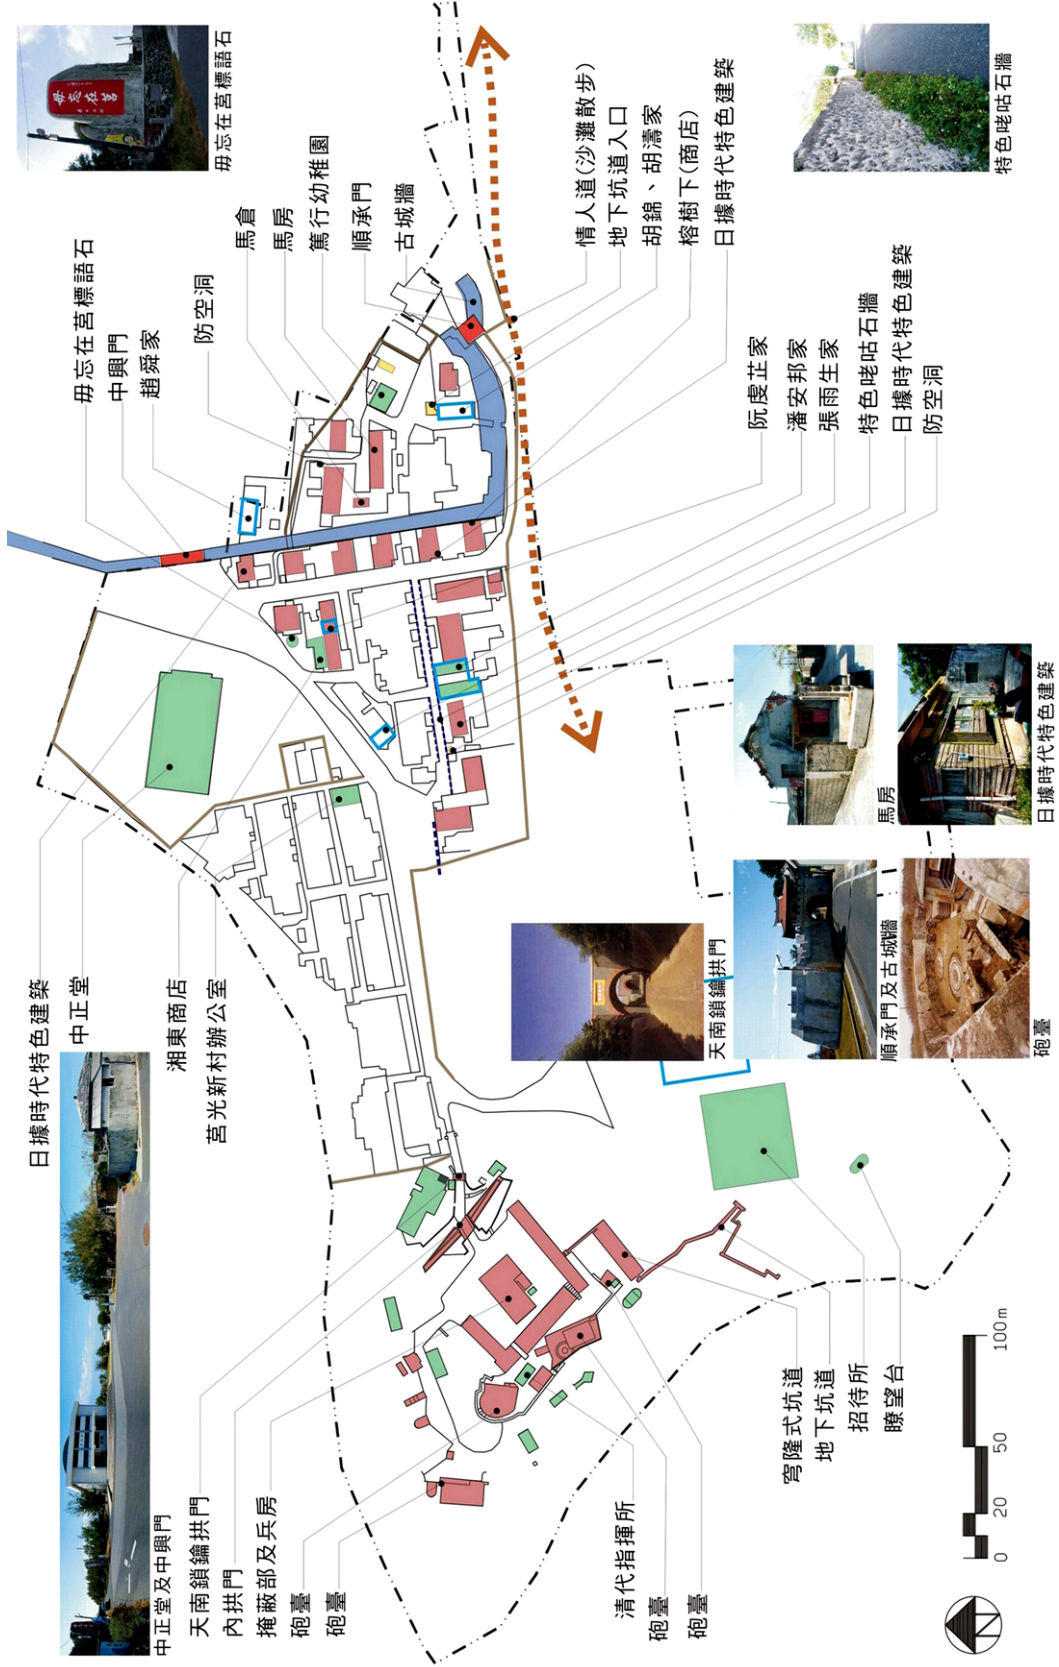 毋忘在莒
毋忘在莒標語石
中正堂及中興門
天南鎖鑰拱門
內拱門
掩蔽部及兵房
砲臺
砲臺
日據時代特色建築
中正堂
湘東商店
莒光新村辦公室
毋忘在莒標語石
中興門
趙舜家
防空洞
馬倉
馬房
篤行幼稚園
順承門
古城牆
情人道(沙灘散步)
地下坑道入口
胡錦、胡濤家
榕樹下(商店)
日據時代特色建築
阮虔芷家
潘安邦家
張雨生家
特色咾咕石牆
日據時代特色建築
防空洞
清代指揮所
砲臺
砲臺
穹隆式坑道
地下坑道
招待所
瞭望台
天南鎖鑰拱門
順承門及古城牆
砲臺
馬房
日據時代特色建築
特色咾咕石牆
N
0 20 50 100m